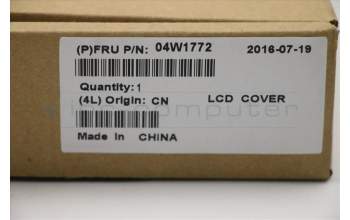 (P)FRU P/N: 04W1772 2016-07-19
Quantity: 1
(4L) Origin: CN LCD COVER
Made In CHINA